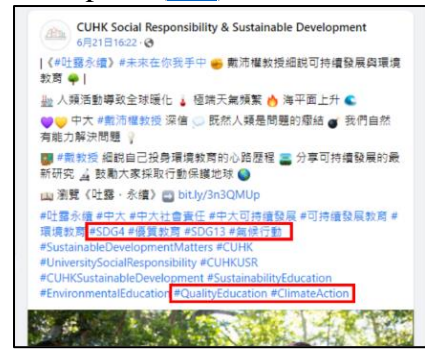 CUHK Social Responsibility & Sustainable Development
6月21日16:22 ·
|《#吐露永續》#未來在你我手中 戴沛權教授細說可持續發展與環境
教育 |
人類活動導致全球暖化 極端天氣頻繁 海平面上升
中大 #戴沛權教授 深信 既然人類是問題的癥結 我們自然
有能力解決問題
#戴教授 細說自己投身環境教育的心路歷程 分享可持續發展的最
新研究 鼓勵大家採取行動保護地球
瀏覽《吐露・永續》 bit.ly/3n3QMUp
#吐露永續 #中大 #中大社會責任 #中大可持續發展 #可持續發展教育 #
環境教育 #SDG4 #優質教育 #SDG13 #氣候行動
#SustainableDevelopmentMatters #CUHK
#UniversitySocialResponsibility #CUHKUSR
#CUHKSustainableDevelopment #SustainabilityEducation
#EnvironmentalEducation #QualityEducation #ClimateAction